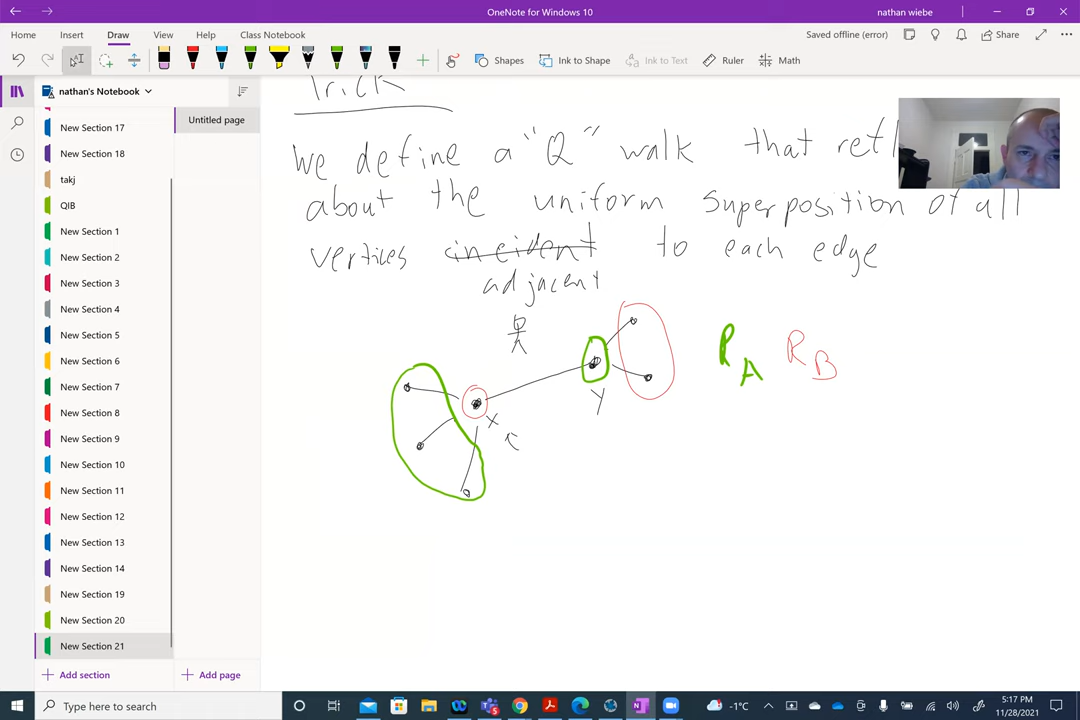 OneNote for Windows 10
nathan wiebe
Home Insert Draw View Help Class Notebook
Saved offline (error) Share
Shapes Ink to Shape Ink to Text Ruler Math
nathan's Notebook
Untitled page
New Section 17
New Section 18
takj
QIB
New Section 1
New Section 2
New Section 3
New Section 4
New Section 5
New Section 6
New Section 7
New Section 8
New Section 9
New Section 10
New Section 11
New Section 12
New Section 13
New Section 14
New Section 19
New Section 20
New Section 21
Add section
Add page
Trick
We define a "Q" walk that refl
about the uniform superposition of all
vertices incident to each edge
adjacent
R_A R_B
Y
X
Type here to search
-1°C
5:17 PM
11/28/2021